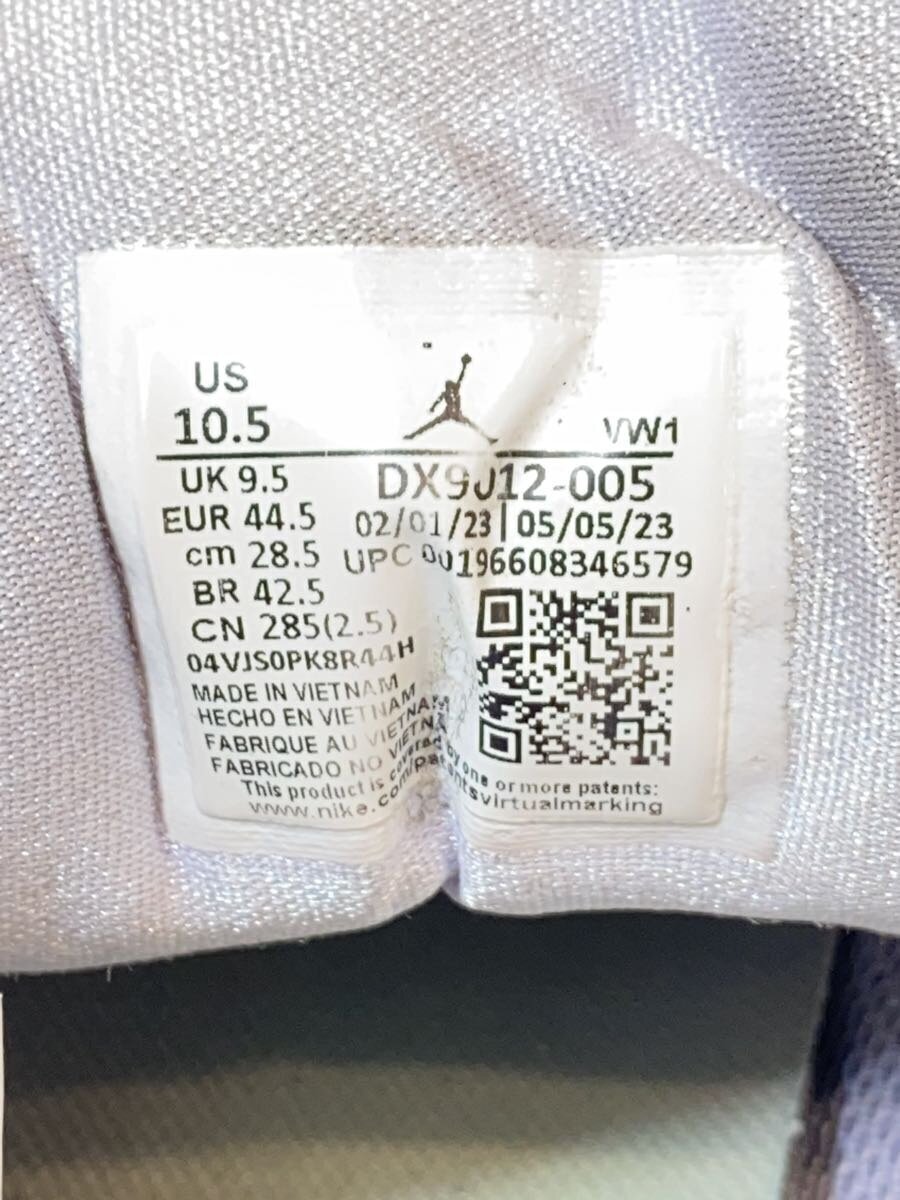 US
10.5
VW1
UK 9.5
DX9012-005
EUR 44.5
02/01/23 | 05/05/23
cm 28.5
UPC 00196608346579
BR 42.5
CN 285(2.5)
04VJS0PK8R44H
MADE IN VIETNAM
HECHO EN VIETNAM
FABRIQUE AU VIETNAM
FABRICADO NO VIETNA
This product is covered by one or more patents:
www.nike.com/patentsvirtualmarking